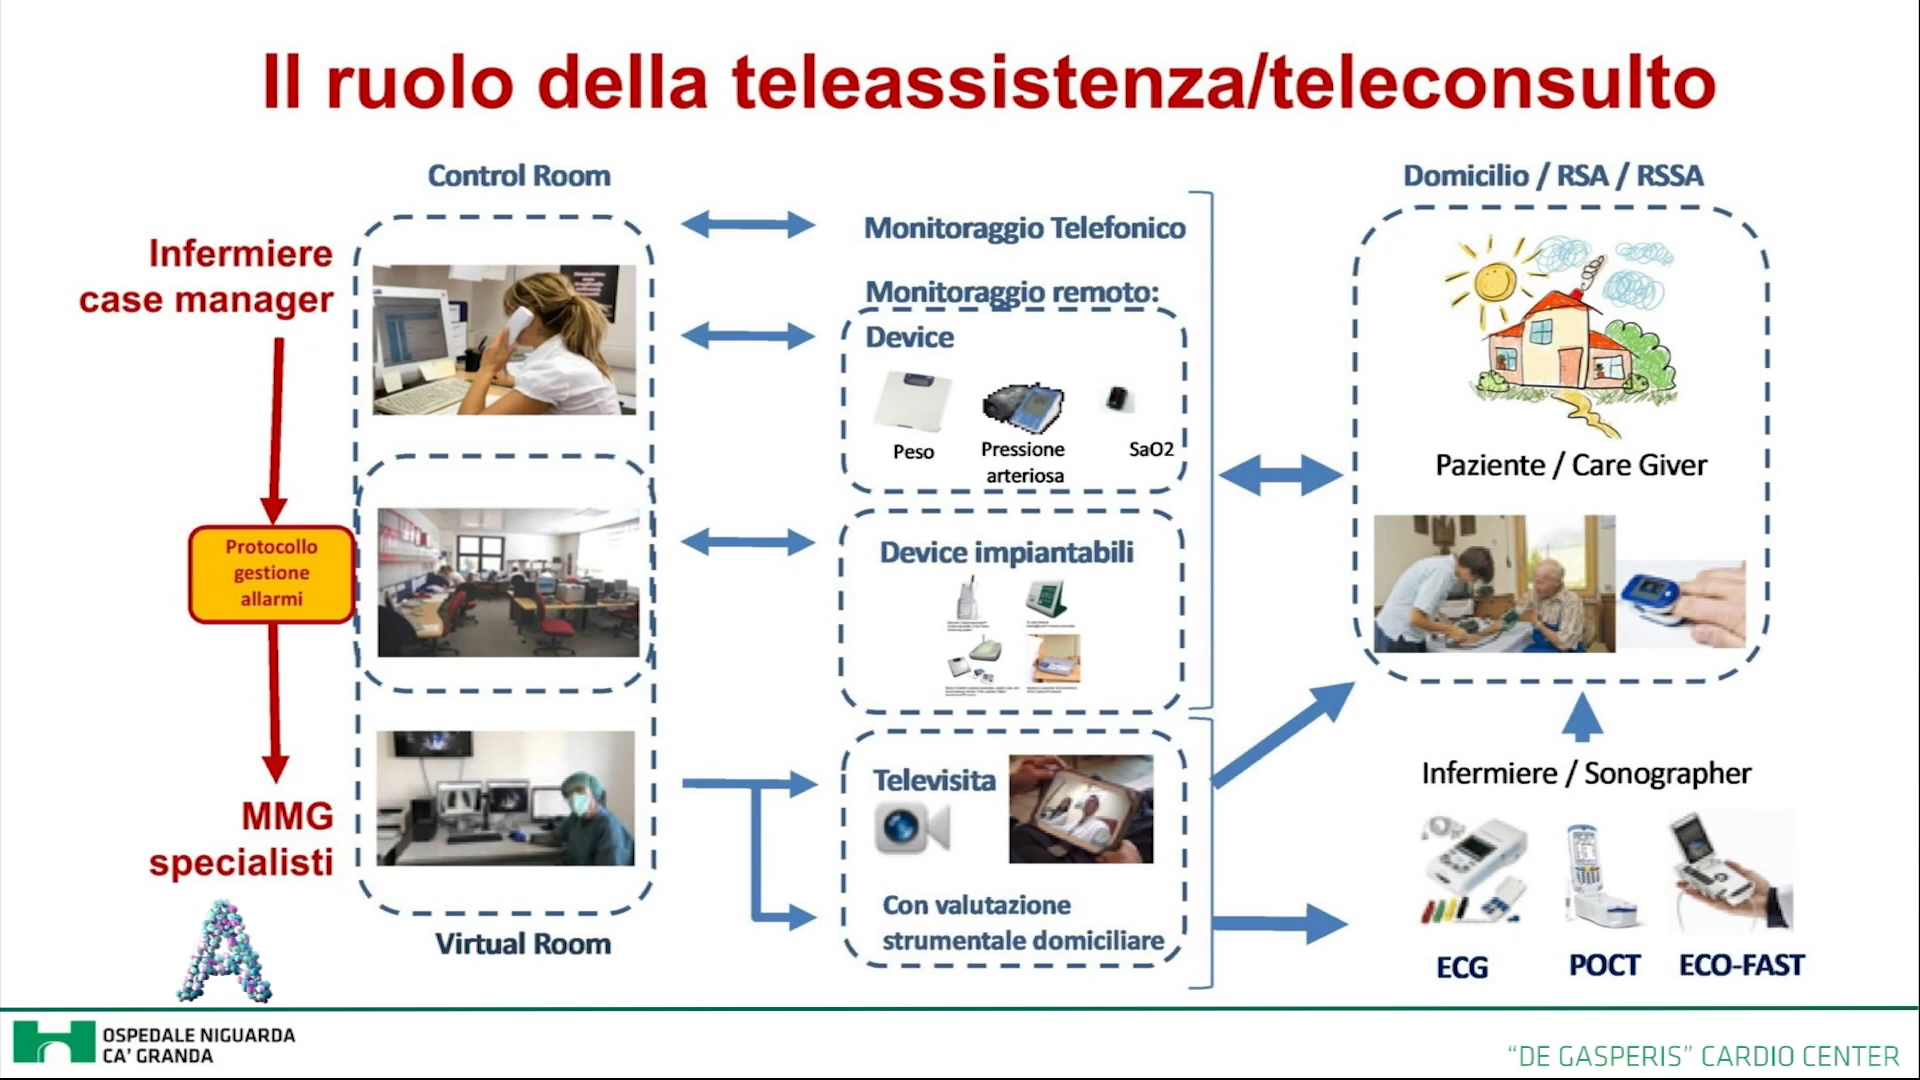 Il ruolo della teleassistenza/teleconsulto
Control Room
Domicilio / RSA / RSSA
Infermiere
case manager
Monitoraggio Telefonico
Monitoraggio remoto:
Device
Peso
Pressione
arteriosa
SaO2
Paziente / Care Giver
Protocollo
gestione
allarmi
Device impiantabili
Televisita
Infermiere / Sonographer
MMG
specialisti
Con valutazione
strumentale domiciliare
Virtual Room
ECG
POCT
ECO-FAST
A
OSPEDALE NIGUARDA
CA' GRANDA
"DE GASPERIS" CARDIO CENTER